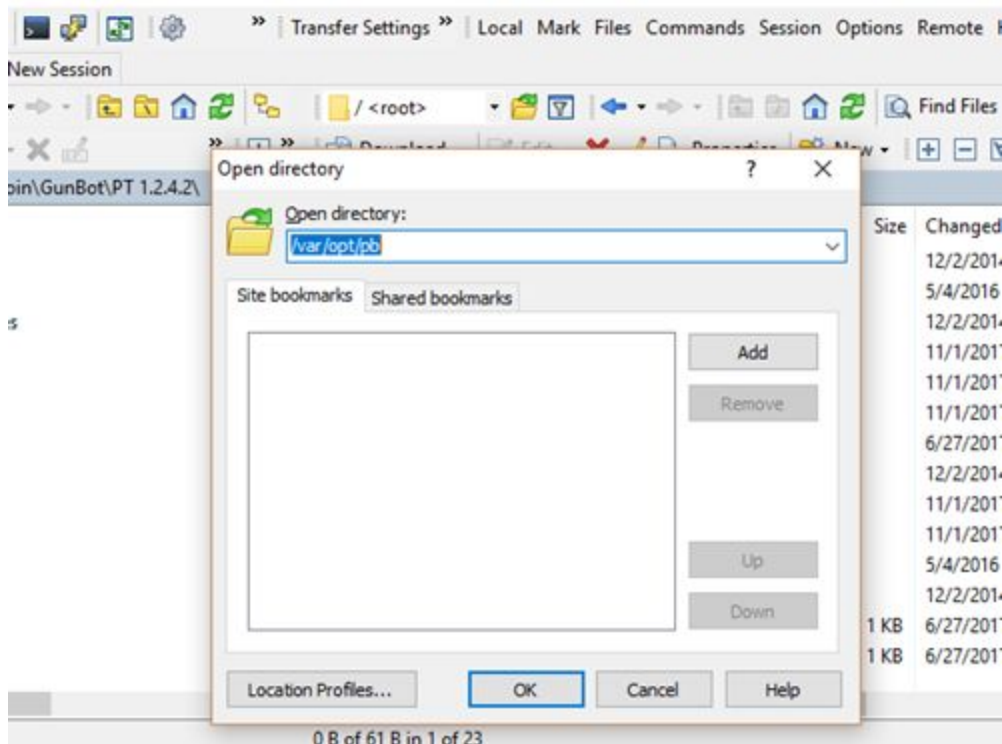 » Transfer Settings » Local Mark Files Commands Session Options Remote
New Session
/ <root> Find Files
» » Download Edit Properties New
\GunBot\PT 1.2.4.2\
Open directory ? X
Open directory:
/var/opt/pb
Size Changed
Site bookmarks Shared bookmarks
12/2/2014
5/4/2016
12/2/2014
11/1/2017
Add
11/1/2017
Remove
11/1/2017
6/27/2017
12/2/2014
11/1/2017
11/1/2017
Up
5/4/2016
Down
12/2/2014
1 KB 6/27/2017
1 KB 6/27/2017
Location Profiles... OK Cancel Help
0 B of 61 B in 1 of 23